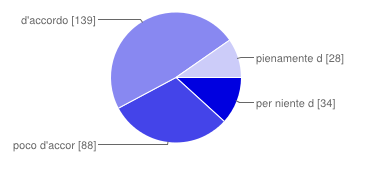 d'accordo [139]
pienamente d [28]
per niente d [34]
poco d'accor [88]